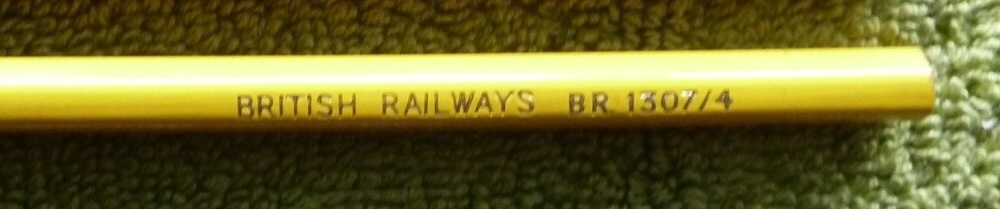 BRITISH RAILWAYS BR. 1307/4